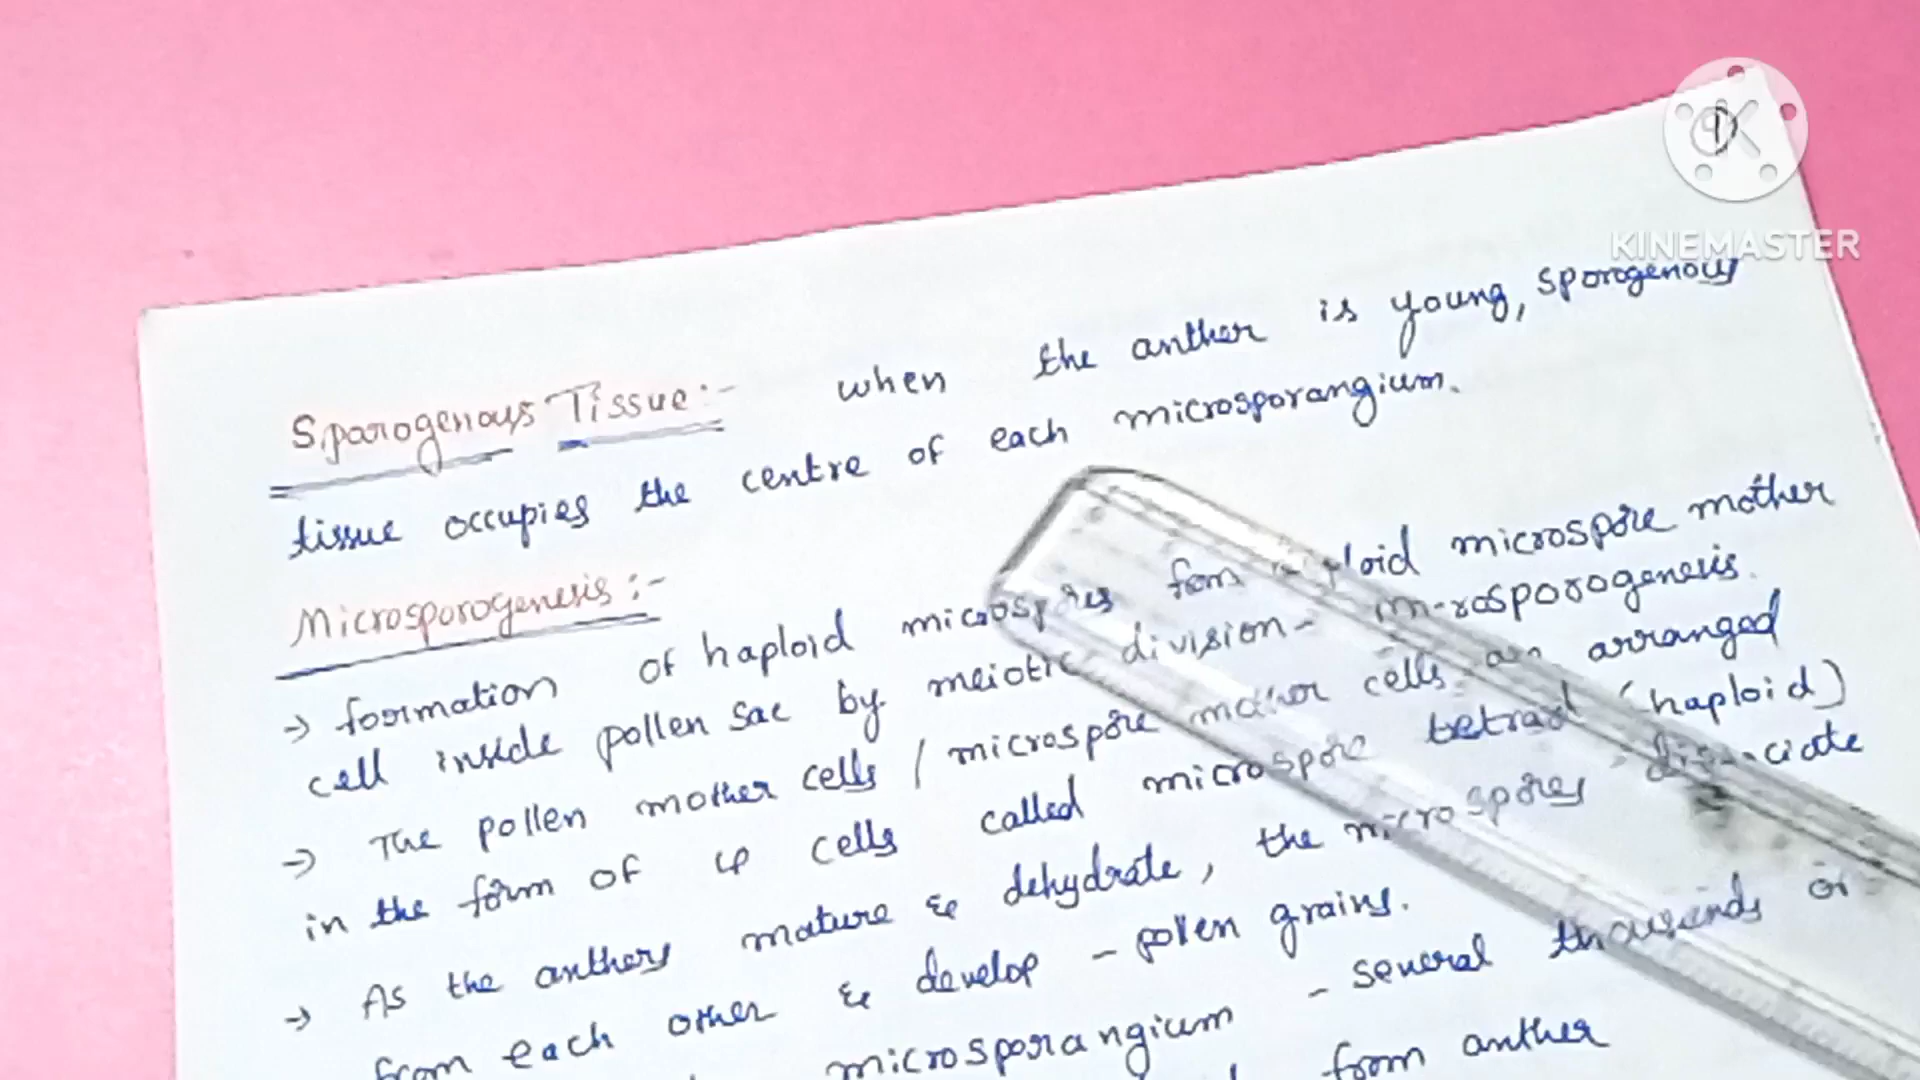 KINEMASTER
Sporogenous Tissue:- when the anther is young, sporogenous
tissue occupies the centre of each microsporangium.
Microsporogenesis:-
→ formation of haploid microspores from microspore mother
cell inside pollen sac by meiotic division - microsporogenesis.
→ The pollen mother cells / microspore mother cells are arranged
in the form of 4 cells called microspore tetrad (haploid)
→ As the anthers mature & dehydrate, the microspores dissociate
from each other & develop - pollen grains.
microsporangium - several thousands of
from anther